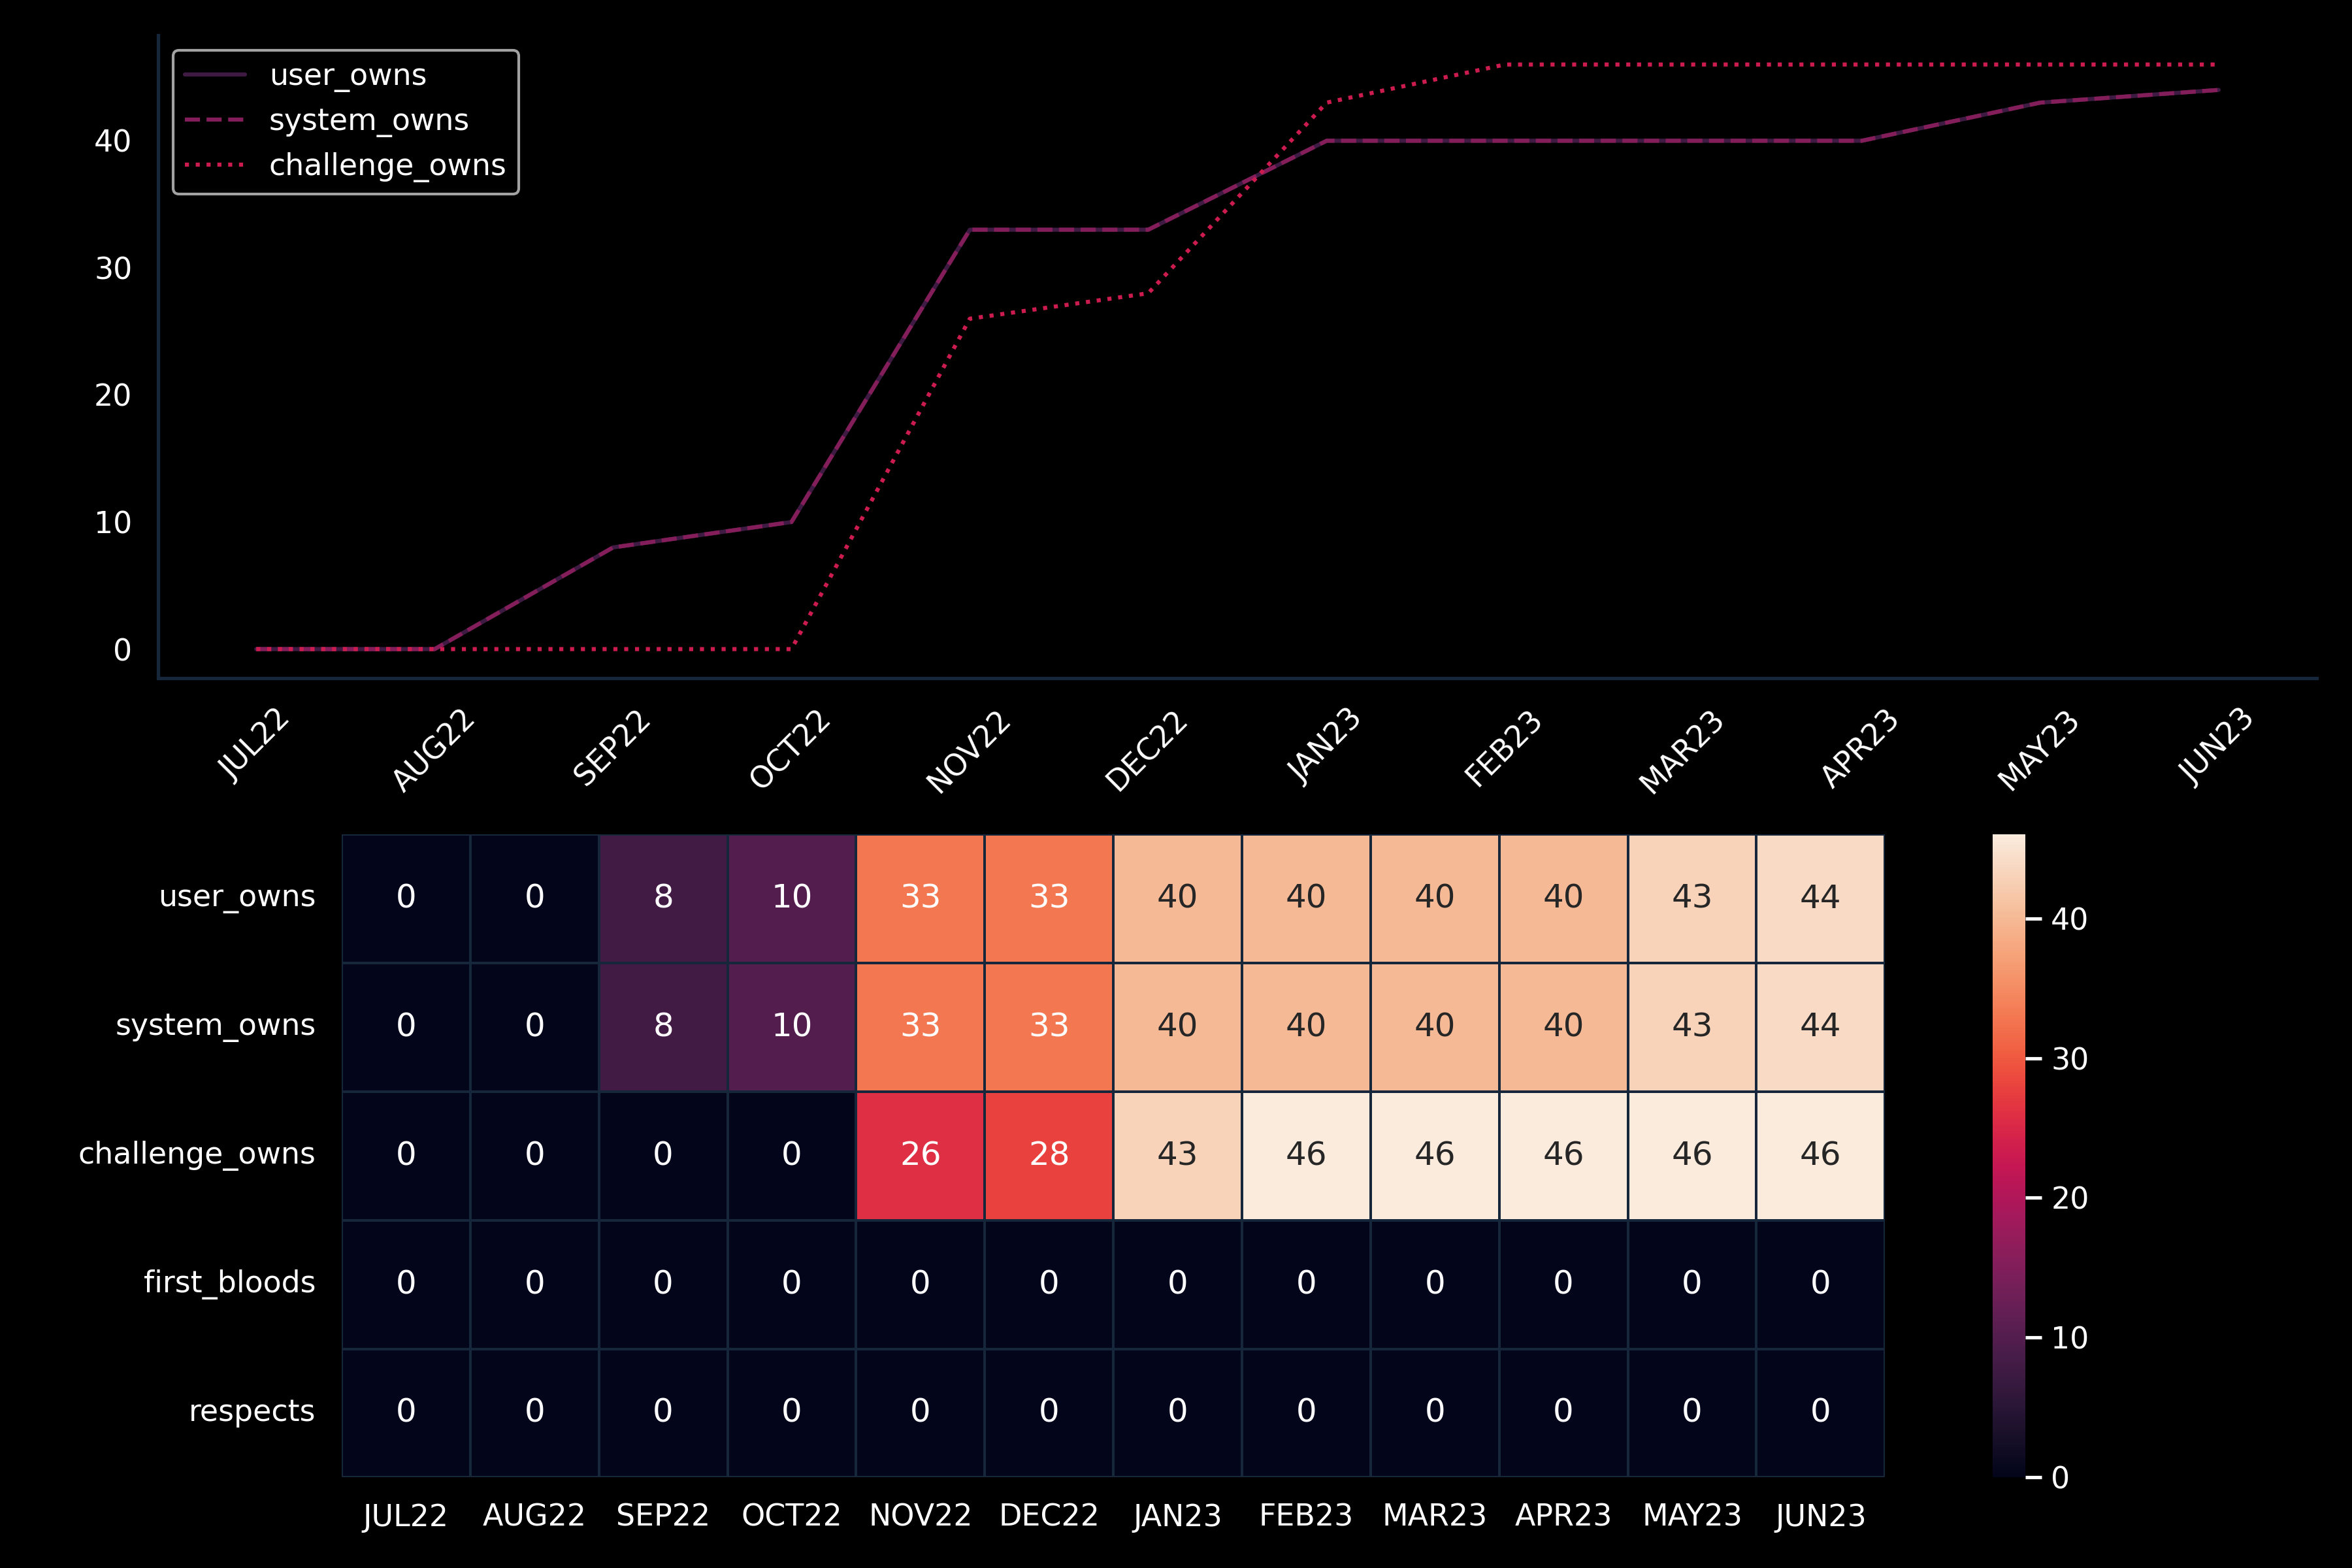 user_owns
system_owns
challenge_owns
40
30
20
10
0
JUL22 AUG22 SEP22 OCT22 NOV22 DEC22 JAN23 FEB23 MAR23 APR23 MAY23 JUN23
user_owns 0 0 8 10 33 33 40 40 40 40 43 44
system_owns 0 0 8 10 33 33 40 40 40 40 43 44
challenge_owns 0 0 0 0 26 28 43 46 46 46 46 46
first_bloods 0 0 0 0 0 0 0 0 0 0 0 0
respects 0 0 0 0 0 0 0 0 0 0 0 0
JUL22 AUG22 SEP22 OCT22 NOV22 DEC22 JAN23 FEB23 MAR23 APR23 MAY23 JUN23
40
30
20
10
0